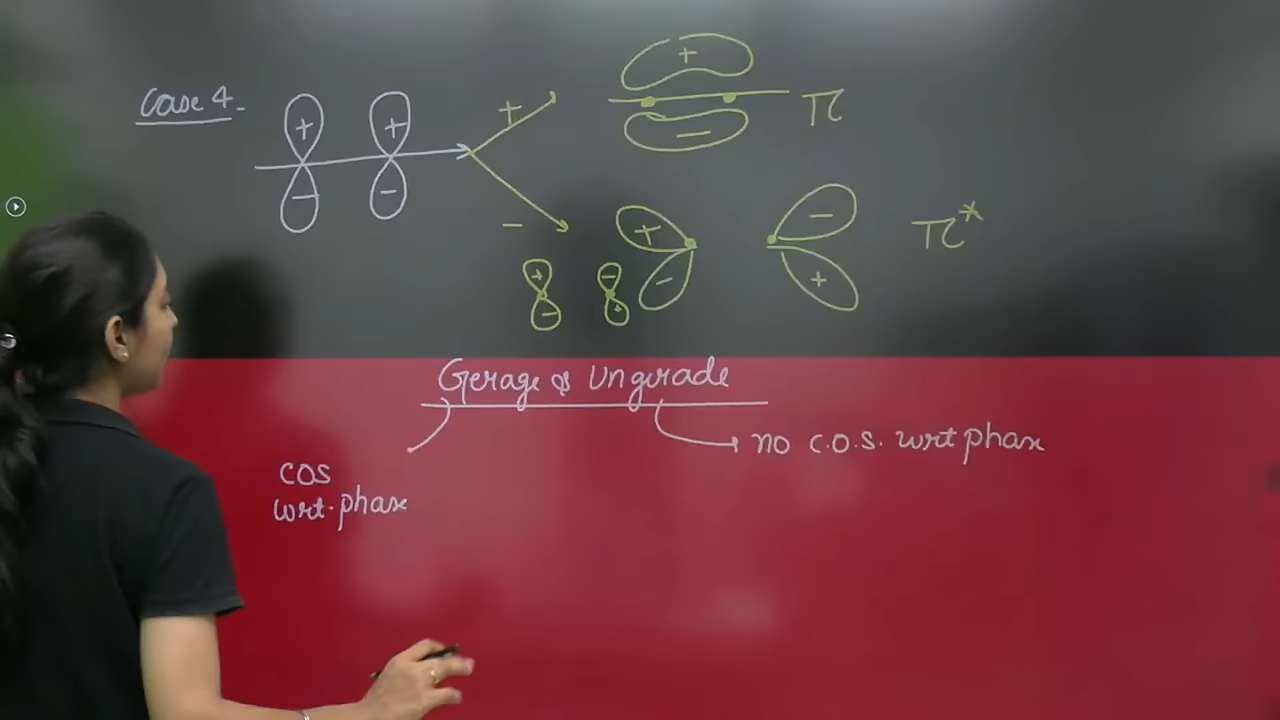 Case 4-
+ + + π
- - -
+ - π*
- - +
+ -
- +
Gerage & Ungerade
no c.o.s. wrt phase
cos
wrt. phase